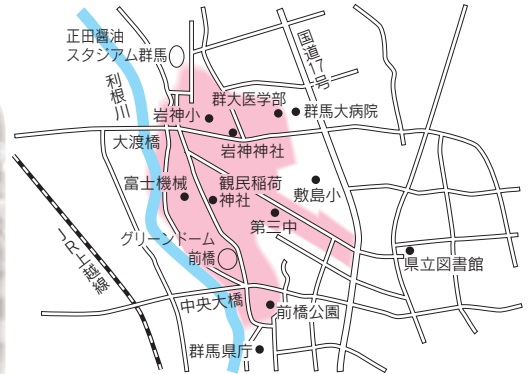 正田醤油
スタジアム群馬
国道17号
利根川
群大医学部
群馬大病院
岩神小
大渡橋
岩神神社
富士機械
観民稲荷
神社
敷島小
第三中
グリーンドーム
前橋
県立図書館
JR上越線
中央大橋
前橋公園
群馬県庁